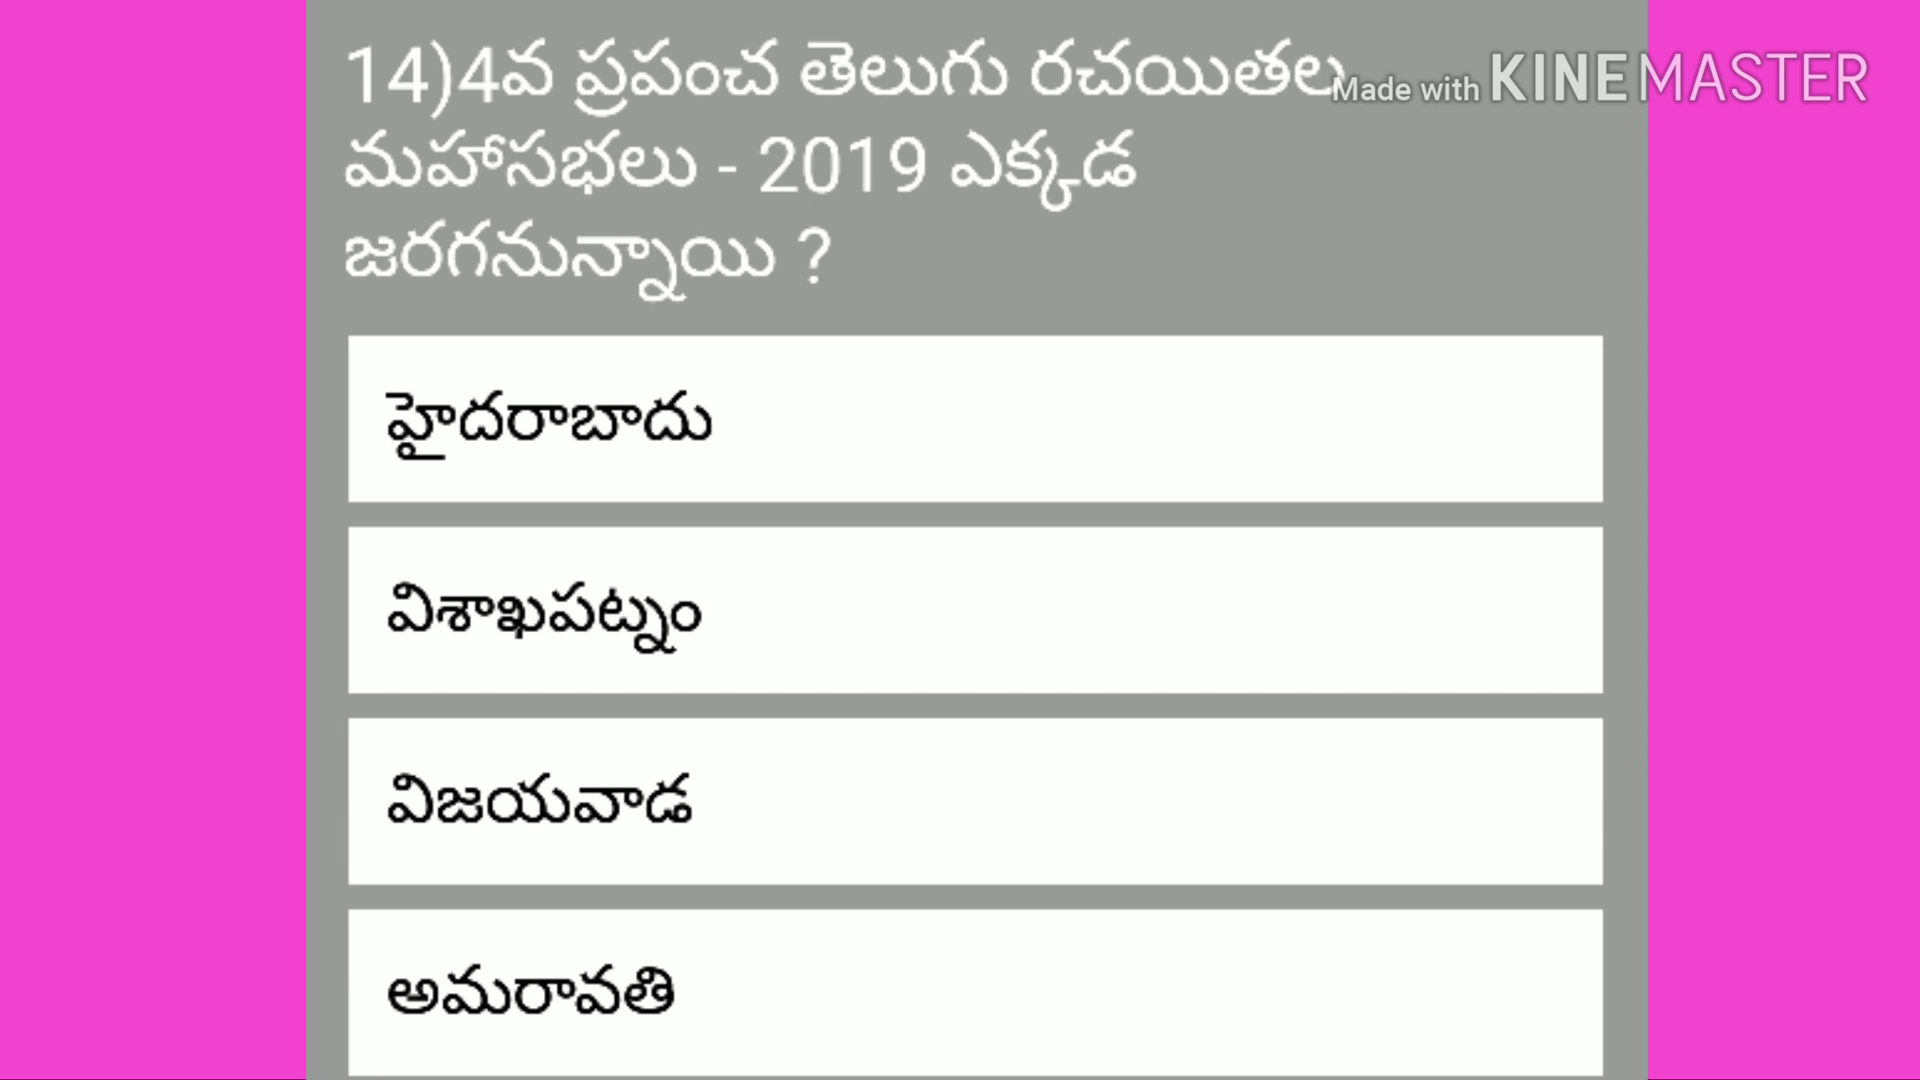 14)4వ ప్రపంచ తెలుగు రచయితల
Made with KINEMASTER
మహాసభలు - 2019 ఎక్కడ
జరగనున్నాయి ?
హైదరాబాదు
విశాఖపట్నం
విజయవాడ
అమరావతి